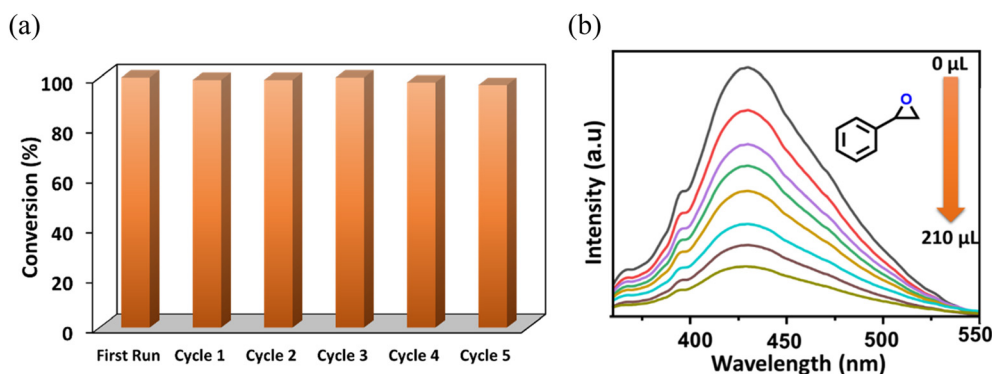 (a)
(b)
Conversion (%)
100
80
60
40
20
0
First Run Cycle 1 Cycle 2 Cycle 3 Cycle 4 Cycle 5
Intensity (a.u)
0 µL
O
210 µL
400 450 500 550
Wavelength (nm)